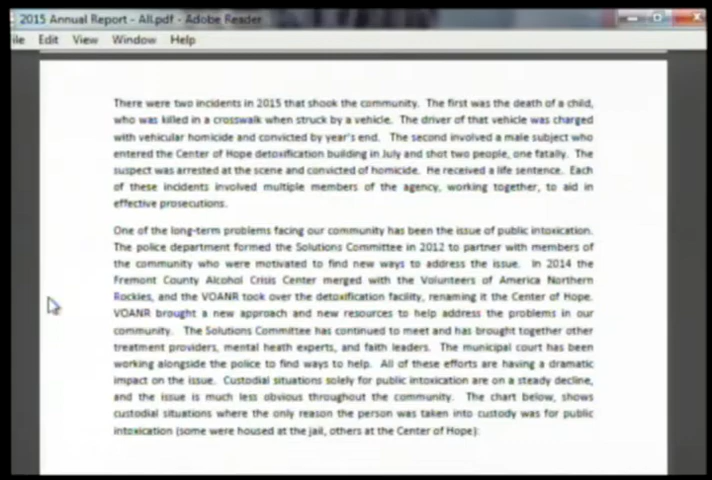 2015 Annual Report - All.pdf - Adobe Reader
ile Edit View Window Help
There were two incidents in 2015 that shook the community. The first was the death of a child,
who was killed in a crosswalk when struck by a vehicle. The driver of that vehicle was charged
with vehicular homicide and convicted by year's end. The second involved a male subject who
entered the Center of Hope detoxification building in July and shot two people, one fatally. The
suspect was arrested at the scene and convicted of homicide. He received a life sentence. Each
of these incidents involved multiple members of the agency, working together, to aid in
effective prosecutions.
One of the long-term problems facing our community has been the issue of public intoxication.
The police department formed the Solutions Committee in 2012 to partner with members of
the community who were motivated to find new ways to address the issue. In 2014 the
Fremont County Alcohol Crisis Center merged with the Volunteers of America Northern
Rockies, and the VOANR took over the detoxification facility, renaming it the Center of Hope.
VOANR brought a new approach and new resources to help address the problems in our
community. The Solutions Committee has continued to meet and has brought together other
treatment providers, mental heath experts, and faith leaders. The municipal court has been
working alongside the police to find ways to help. All of these efforts are having a dramatic
impact on the issue. Custodial situations solely for public intoxication are on a steady decline,
and the issue is much less obvious throughout the community. The chart below, shows
custodial situations where the only reason the person was taken into custody was for public
intoxication (some were housed at the jail, others at the Center of Hope):